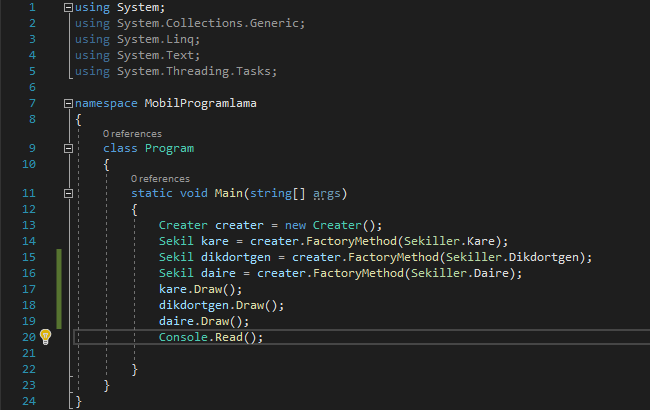 1 using System;
2 using System.Collections.Generic;
3 using System.Linq;
4 using System.Text;
5 using System.Threading.Tasks;
6
7 namespace MobilProgramlama
8 {
0 references
9 class Program
10 {
0 references
11 static void Main(string[] args)
12 {
13 Creater creater = new Creater();
14 Sekil kare = creater.FactoryMethod(Sekiller.Kare);
15 Sekil dikdortgen = creater.FactoryMethod(Sekiller.Dikdortgen);
16 Sekil daire = creater.FactoryMethod(Sekiller.Daire);
17 kare.Draw();
18 dikdortgen.Draw();
19 daire.Draw();
20 Console.Read();
21
22 }
23 }
24 }